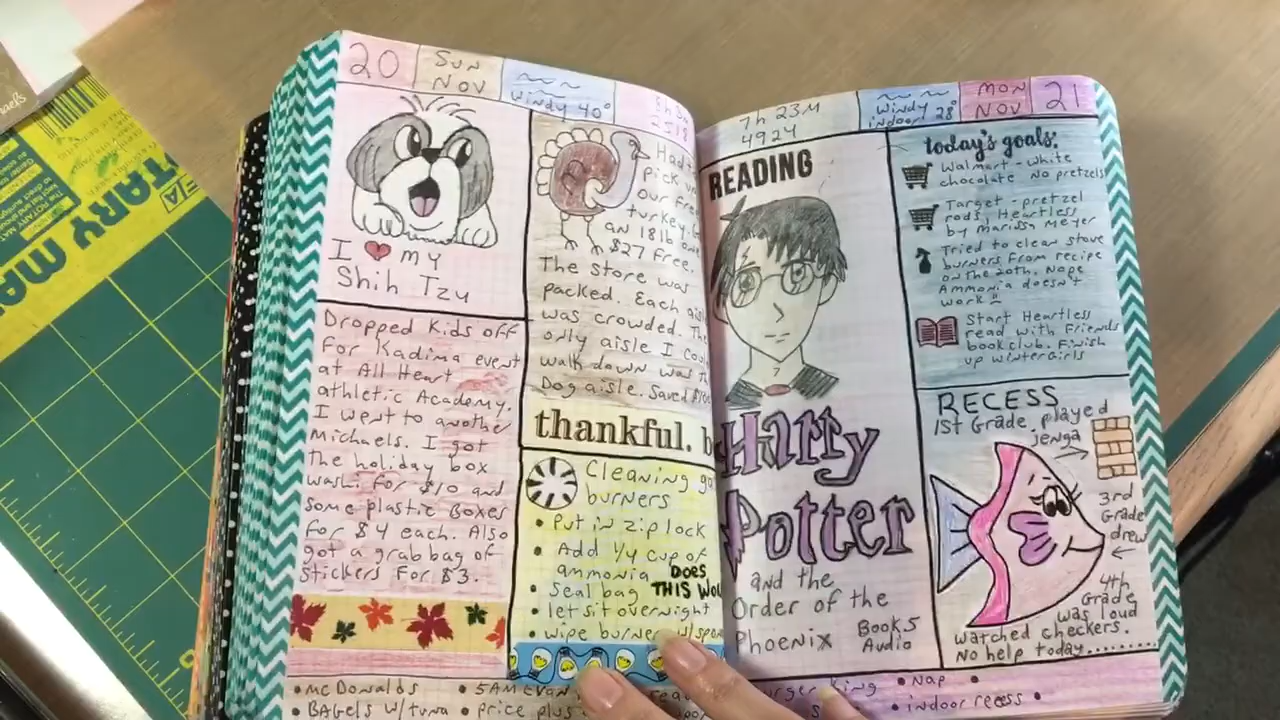 20
SUN
NOV
Windy 40°
I ♥ my
Shih Tzu
Dropped Kids off
For Kadima event
at All Heart
athletic Academy.
I went to another
Michaels. I got
the holiday box
washi for $10 and
some plastic Boxes
for $4 each. Also
got a grab bag of
stickers For $3.
Had to
pick up
our free
turkey.
an 18lb one
$27 free.
The store was
packed. Each
was crowded. The
only aisle I
walk down was
Dog aisle. Saved
thankful.
Cleaning
burners
• Put in zip lock
• Add 1/4 cup of
ammonia
• Seal bag
DOES
THIS
• let sit overnight
• wipe burner
• McDonalds
• BAGELS w/tuna
• 5AM Evan
• price plus
7h 23M
4924
Windy
indoor 28°
MON
NOV
21
READING
Harry
Potter
and the
Order of the
Phoenix
Book 5
Audio
today's goals:
Walmart - white
chocolate No pretzels
Target - pretzel
rods, Heartless
by Marissa Meyer
Tried to clean stove
burners from recipe
on the 20th. Nope
Ammonia doesn't
work!!
Start Heartless
read with Friends
book club. Finish
up wintergirls
RECESS
1st Grade played
jenga
3rd
Grade
drew
4th
Grade
was loud
watched checkers.
No help today.........
King
• Nap
• indoor recess
TARY MA